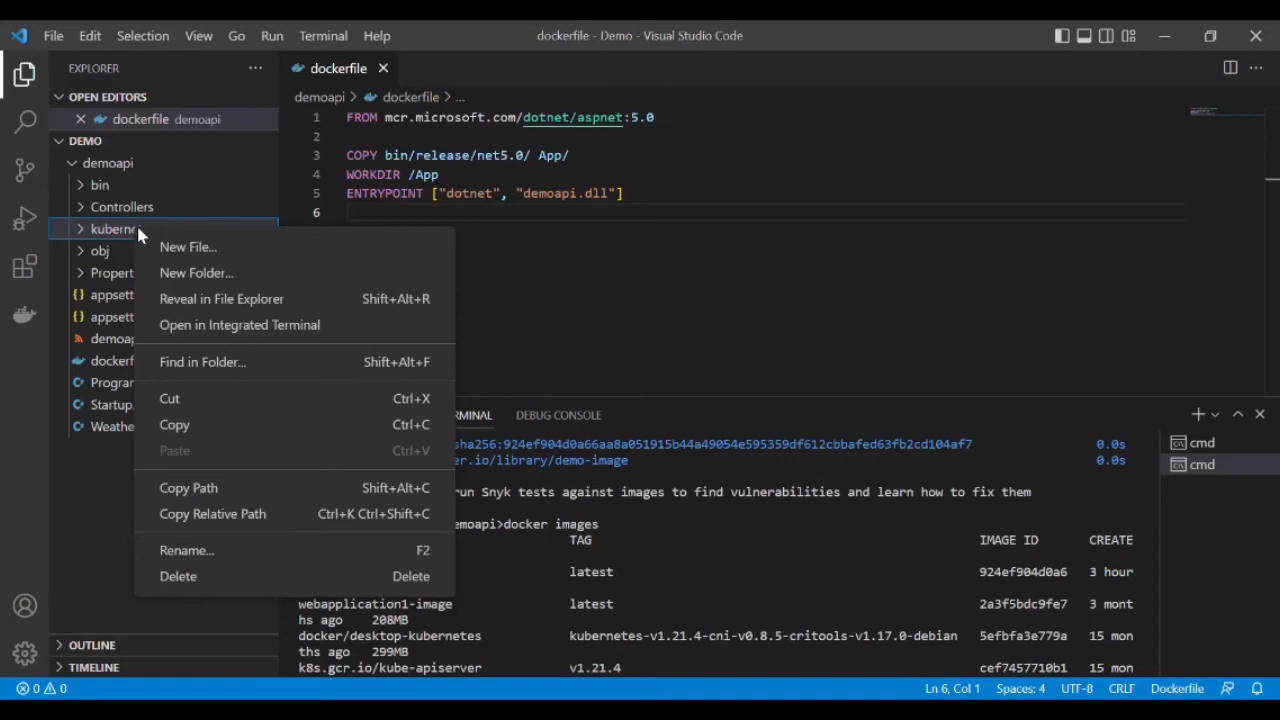 File Edit Selection View Go Run Terminal Help dockerfile - Demo - Visual Studio Code
EXPLORER
OPEN EDITORS
dockerfile demoapi
DEMO
demoapi
bin
Controllers
kuberne
obj
Propert
appsett
appsett
demoap
dockerf
Program
Startup.
Weathe
OUTLINE
TIMELINE
dockerfile
demoapi > dockerfile > ...
1 FROM mcr.microsoft.com/dotnet/aspnet:5.0
2
3 COPY bin/release/net5.0/ App/
4 WORKDIR /App
5 ENTRYPOINT ["dotnet", "demoapi.dll"]
6
New File...
New Folder...
Reveal in File Explorer Shift+Alt+R
Open in Integrated Terminal
Find in Folder... Shift+Alt+F
Cut Ctrl+X
Copy Ctrl+C
Paste Ctrl+V
Copy Path Shift+Alt+C
Copy Relative Path Ctrl+K Ctrl+Shift+C
Rename... F2
Delete Delete
MINAL DEBUG CONSOLE
sha256:924ef904d0a66aa8a051915b44a49054e595359df612cbbafed63fb2cd104af7 0.0s
er.io/library/demo-image 0.0s
run Snyk tests against images to find vulnerabilities and learn how to fix them
emoapi>docker images
TAG IMAGE ID CREATE
latest 924ef904d0a6 3 hour
webapplication1-image latest 2a3f5bdc9fe7 3 mont
hs ago 208MB
docker/desktop-kubernetes kubernetes-v1.21.4-cni-v0.8.5-critools-v1.17.0-debian 5efbfa3e779a 15 mon
ths ago 299MB
k8s.gcr.io/kube-apiserver v1.21.4 cef7457710b1 15 mon
cmd
cmd
0 0 Ln 6, Col 1 Spaces: 4 UTF-8 CRLF Dockerfile